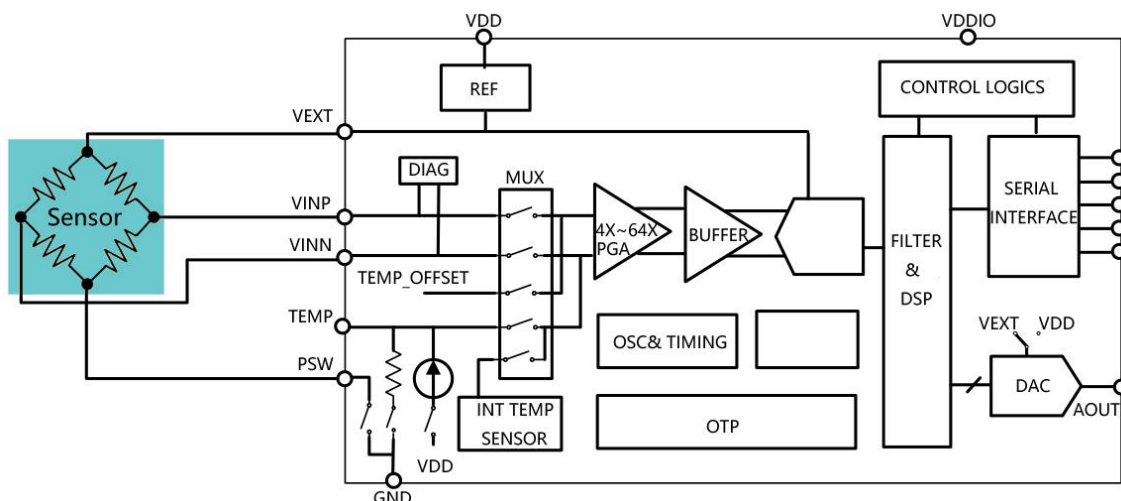 VDD
VDDIO
REF
CONTROL LOGICS
VEXT
DIAG
MUX
Sensor
VINP
SERIAL
INTERFACE
4X~64X
PGA
BUFFER
FILTER
&
DSP
VINN
TEMP_OFFSET
TEMP
OSC& TIMING
VEXT
VDD
PSW
DAC
INT TEMP
SENSOR
OTP
AOUT
VDD
GND